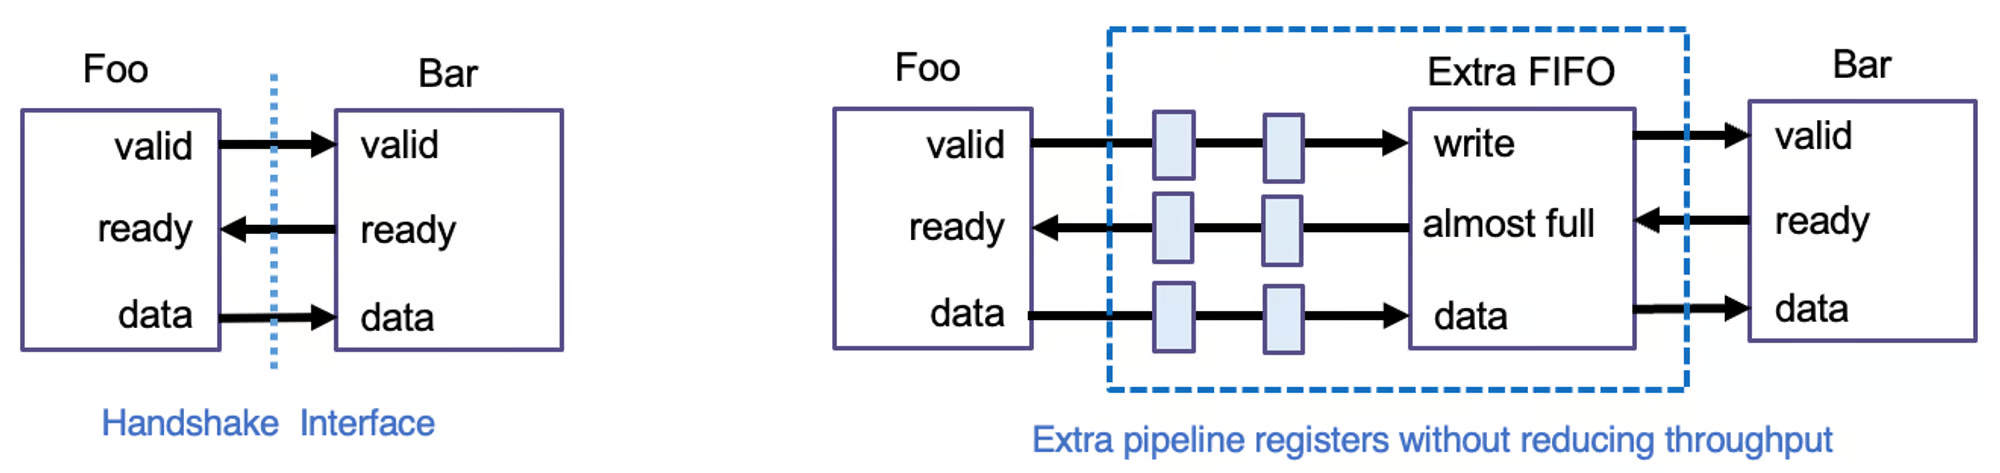 Foo
Bar
valid
valid
ready
ready
data
data
Handshake Interface
Foo
Extra FIFO
Bar
valid
write
valid
ready
almost full
ready
data
data
data
Extra pipeline registers without reducing throughput